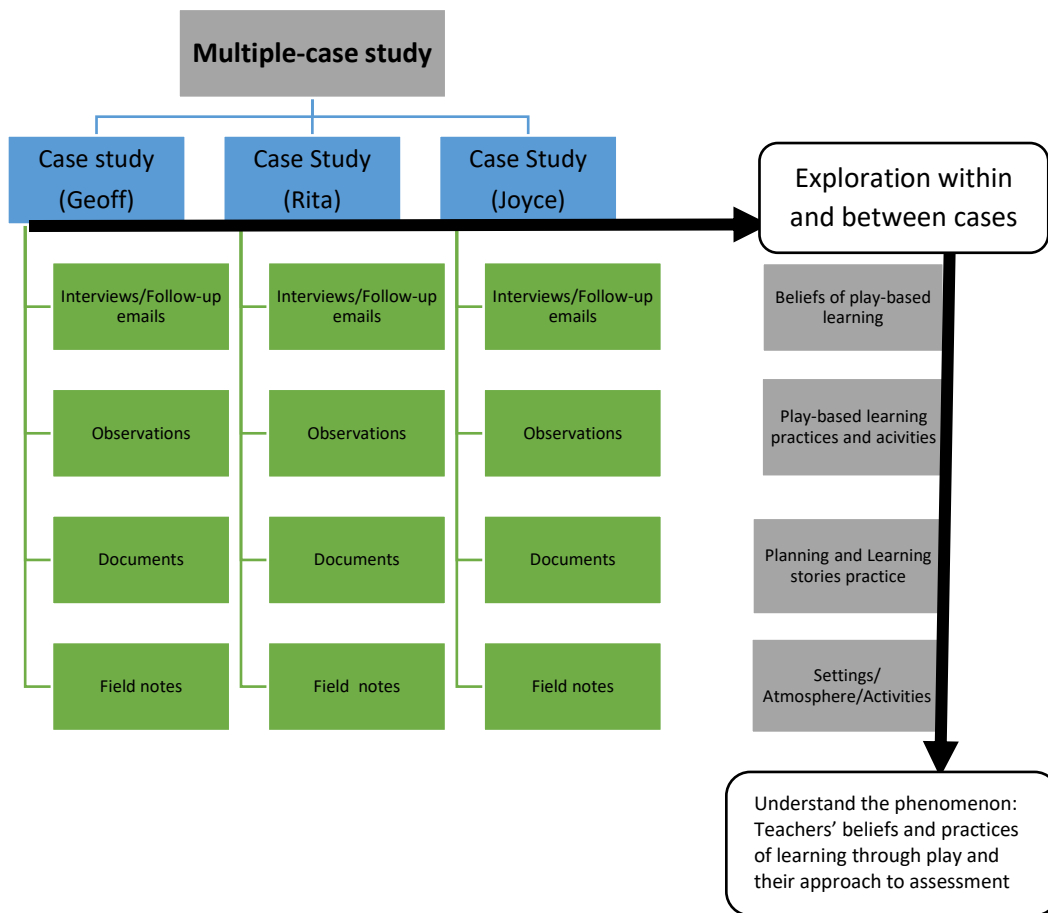 Multiple-case study
Case study
(Geoff)
Case Study
(Rita)
Case Study
(Joyce)
Exploration within
and between cases
Interviews/Follow-up
emails
Interviews/Follow-up
emails
Interviews/Follow-up
emails
Beliefs of play-based
learning
Observations
Observations
Observations
Play-based learning
practices and acivities
Documents
Documents
Documents
Planning and Learning
stories practice
Field notes
Field notes
Field notes
Settings/
Atmosphere/Activities
Understand the phenomenon:
Teachers’ beliefs and practices
of learning through play and
their approach to assessment